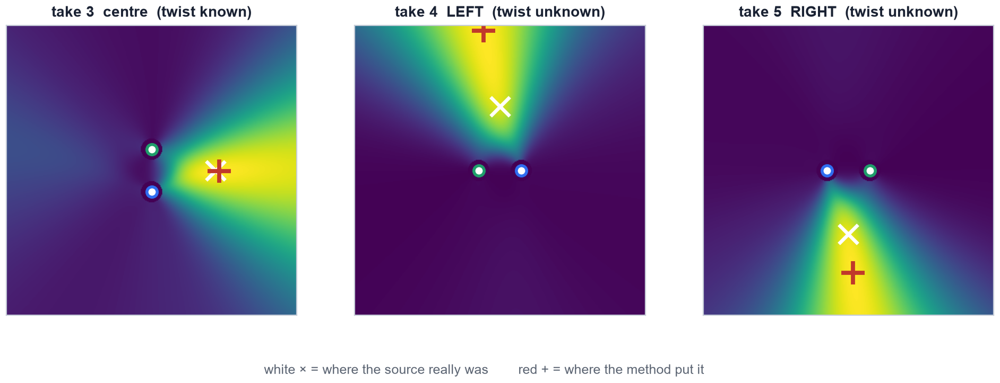 take 3  centre  (twist known)
take 4  LEFT  (twist unknown)
take 5  RIGHT  (twist unknown)
white × = where the source really was
red + = where the method put it